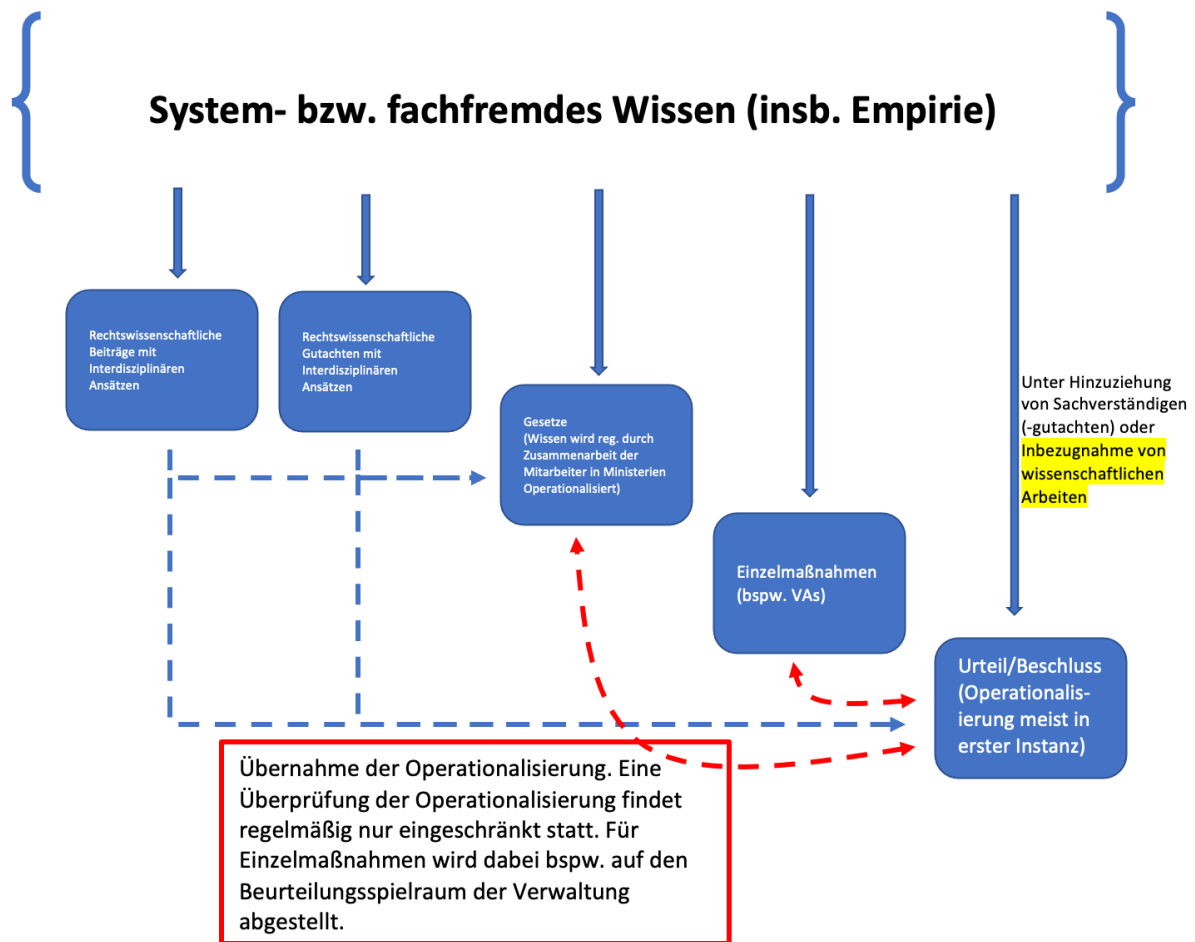 System- bzw. fachfremdes Wissen (insb. Empirie)
Rechtswissenschaftliche
Beiträge mit
Interdisziplinären
Ansätzen
Rechtswissenschaftliche
Gutachten mit
Interdisziplinären
Ansätzen
Gesetze
(Wissen wird reg. durch
Zusammenarbeit der
Mitarbeiter in Ministerien
Operationalisiert)
Unter Hinzuziehung
von Sachverständigen
(-gutachten) oder
Inbezugnahme von
wissenschaftlichen
Arbeiten
Einzelmaßnahmen
(bspw. VAs)
Urteil/Beschluss
(Operationalis-
ierung meist in
erster Instanz)
Übernahme der Operationalisierung. Eine
Überprüfung der Operationalisierung findet
regelmäßig nur eingeschränkt statt. Für
Einzelmaßnahmen wird dabei bspw. auf den
Beurteilungsspielraum der Verwaltung
abgestellt.